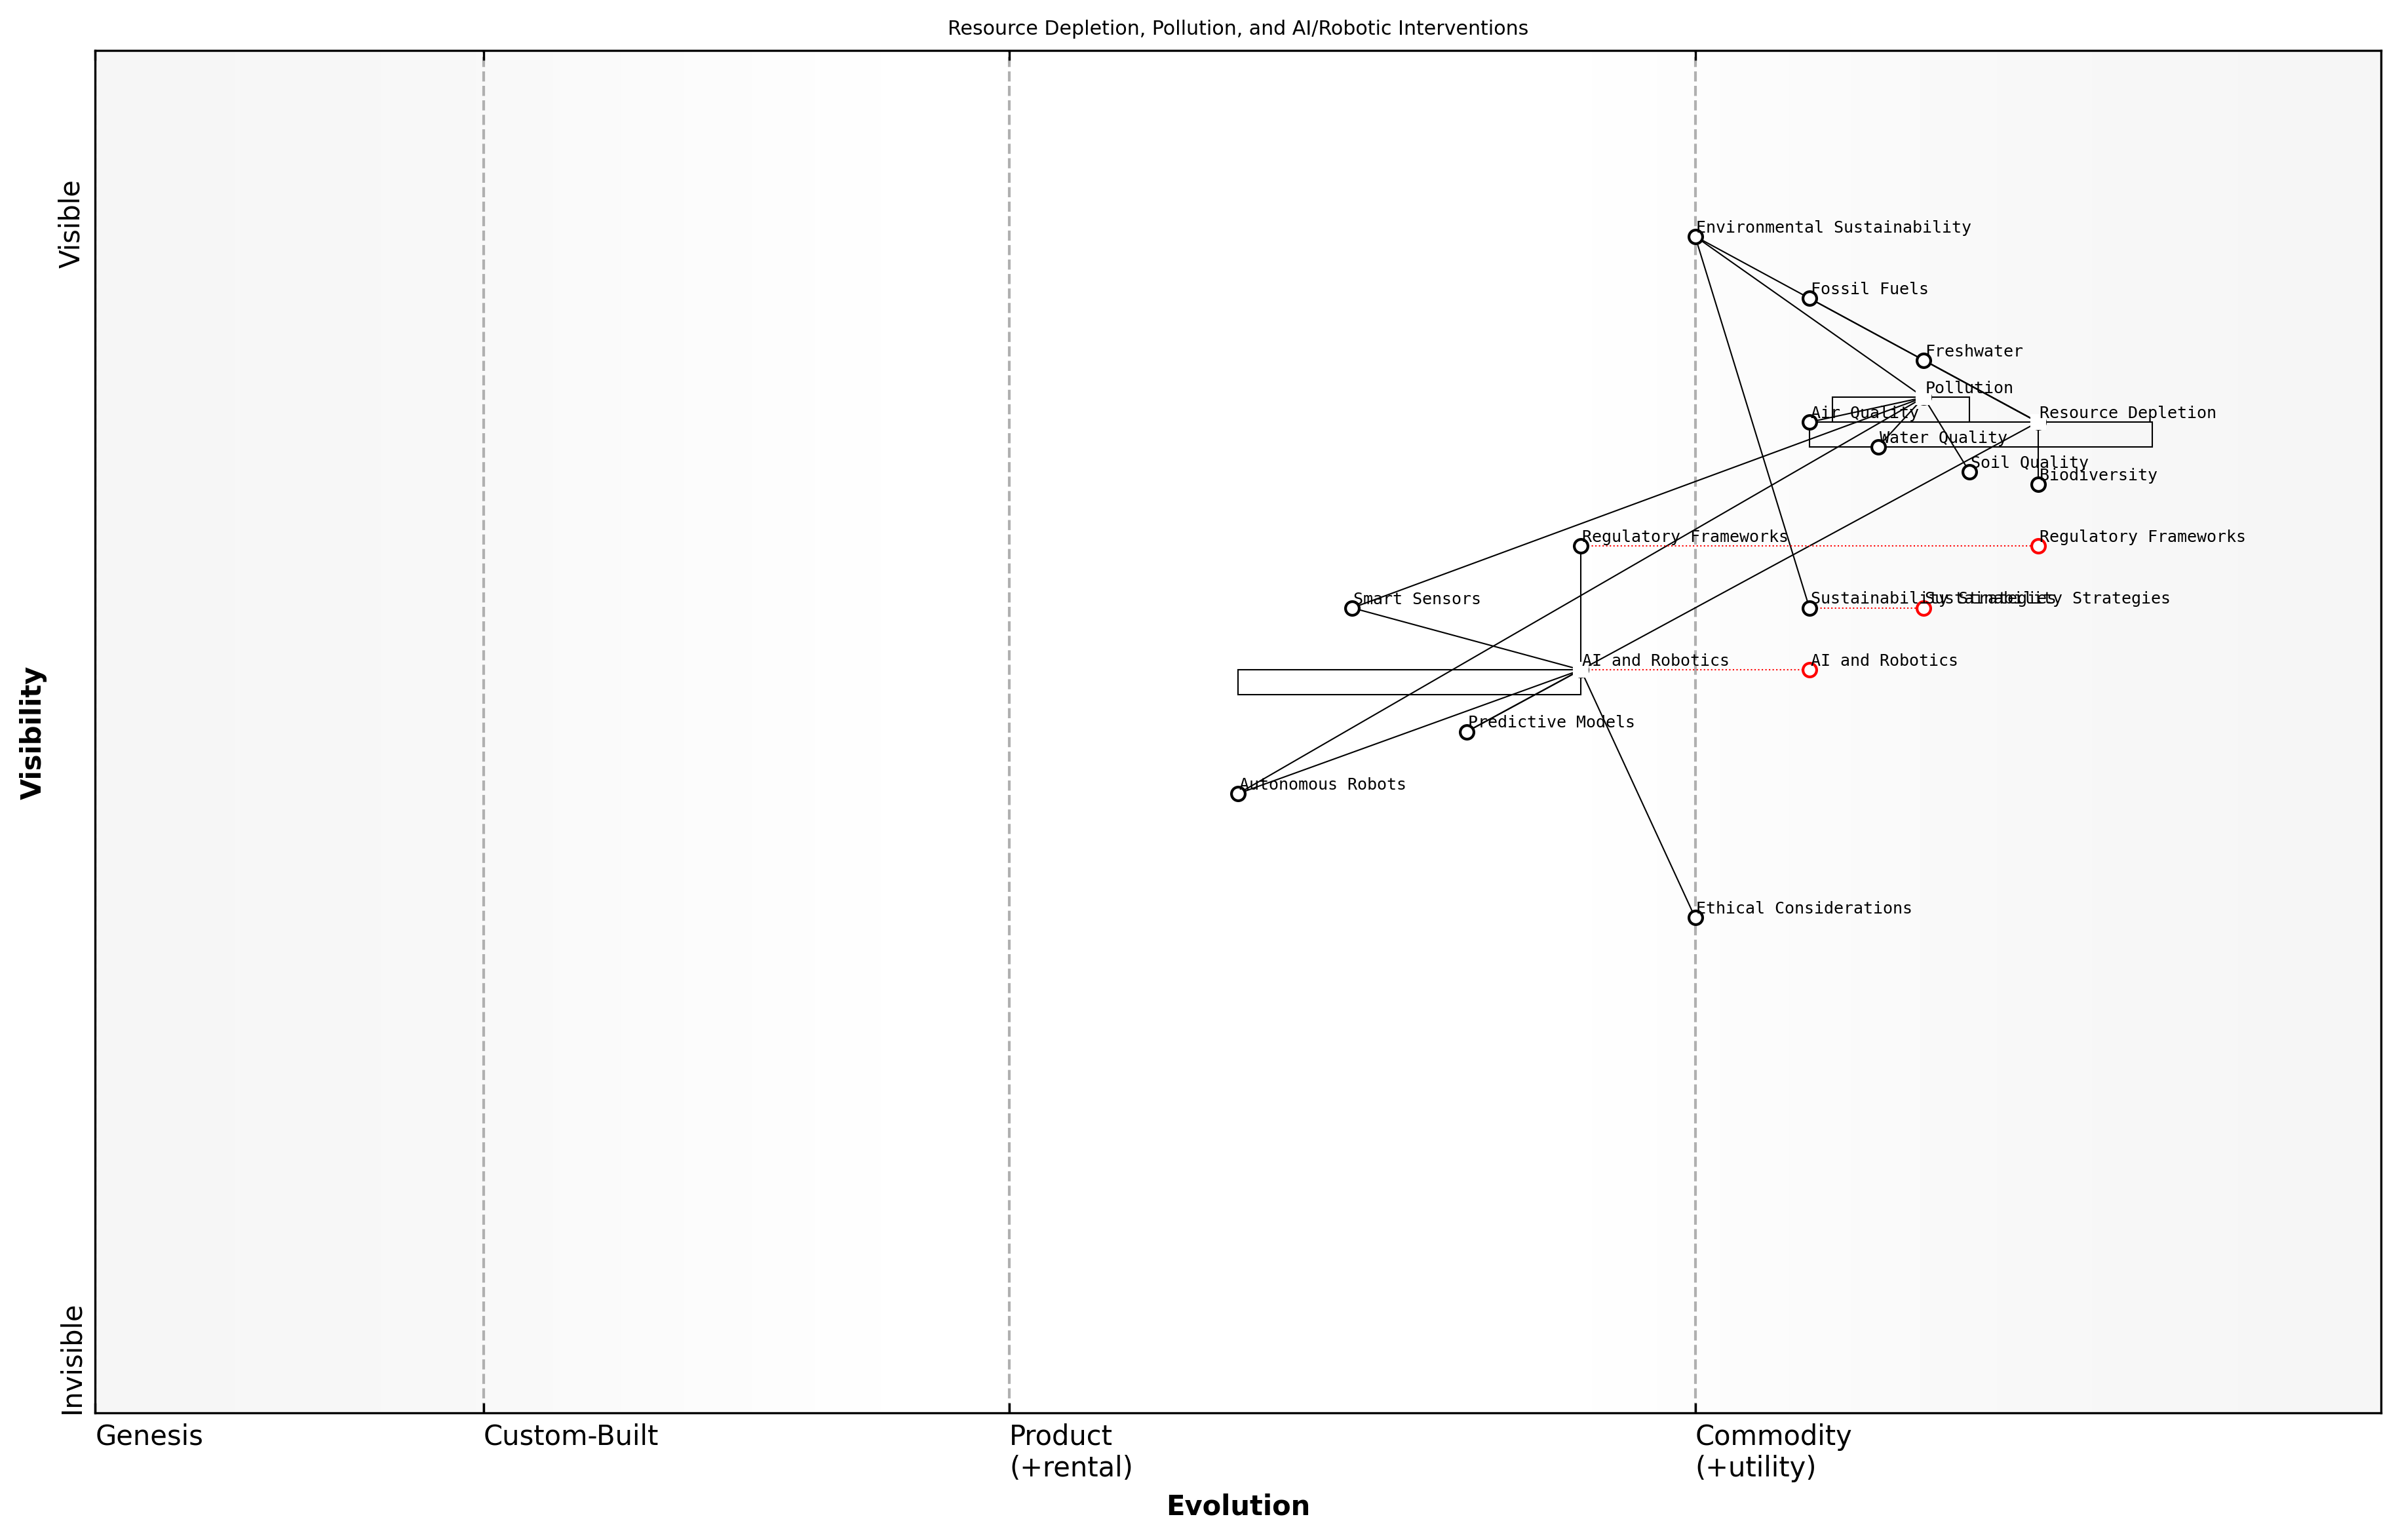 Resource Depletion, Pollution, and AI/Robotic Interventions
Visible
Environmental Sustainability
Fossil Fuels
Freshwater
Pollution
Air Quality
Resource Depletion
Water Quality
Soil Quality
Biodiversity
Regulatory Frameworks
Regulatory Frameworks
Smart Sensors
Sustainability Strategies
Sustainability Strategies
AI and Robotics
AI and Robotics
Predictive Models
Autonomous Robots
Ethical Considerations
Visibility
Invisible
Genesis
Custom-Built
Product
(+rental)
Commodity
(+utility)
Evolution